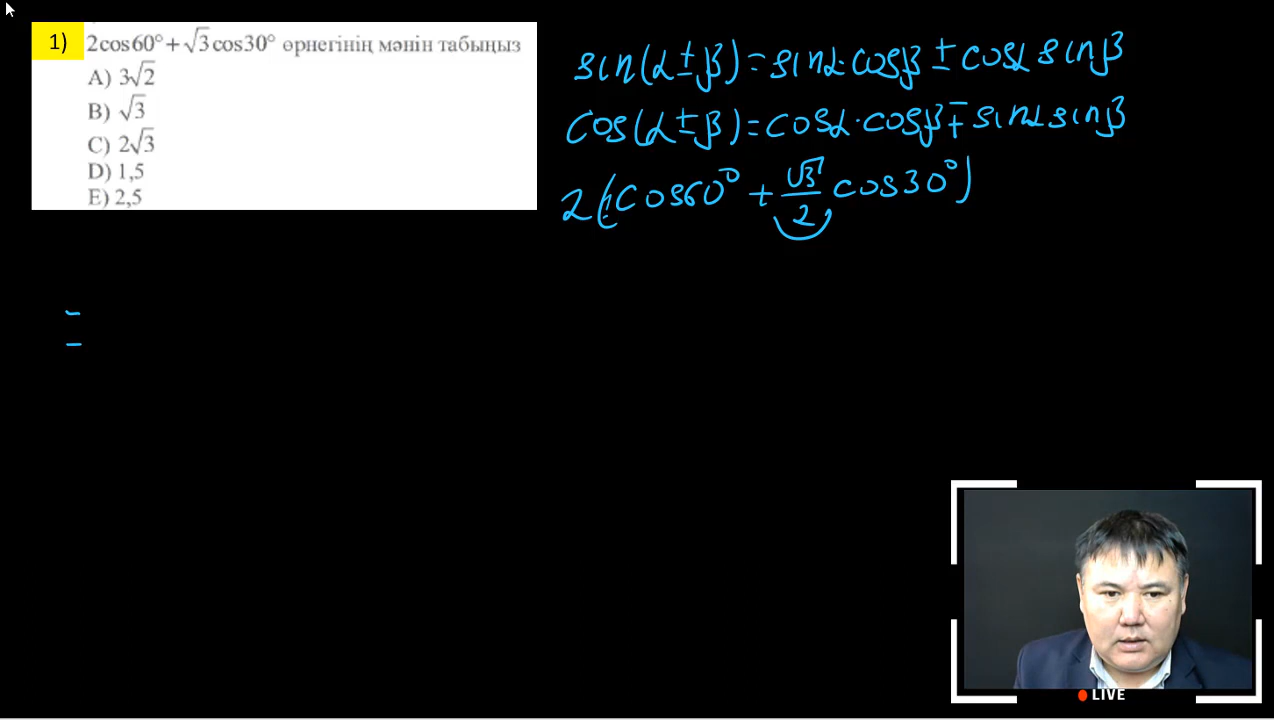 1) 2cos60°+√3cos30° өрнегінің мәнін табыңыз
A) 3√2
B) √3
C) 2√3
D) 1,5
E) 2,5
sin(α±β)=sinα·cosβ±cosα sinβ
cos(α±β)=cosα·cosβ∓sinα sinβ
2(cos60°+√3/2 cos30°)
=
LIVE